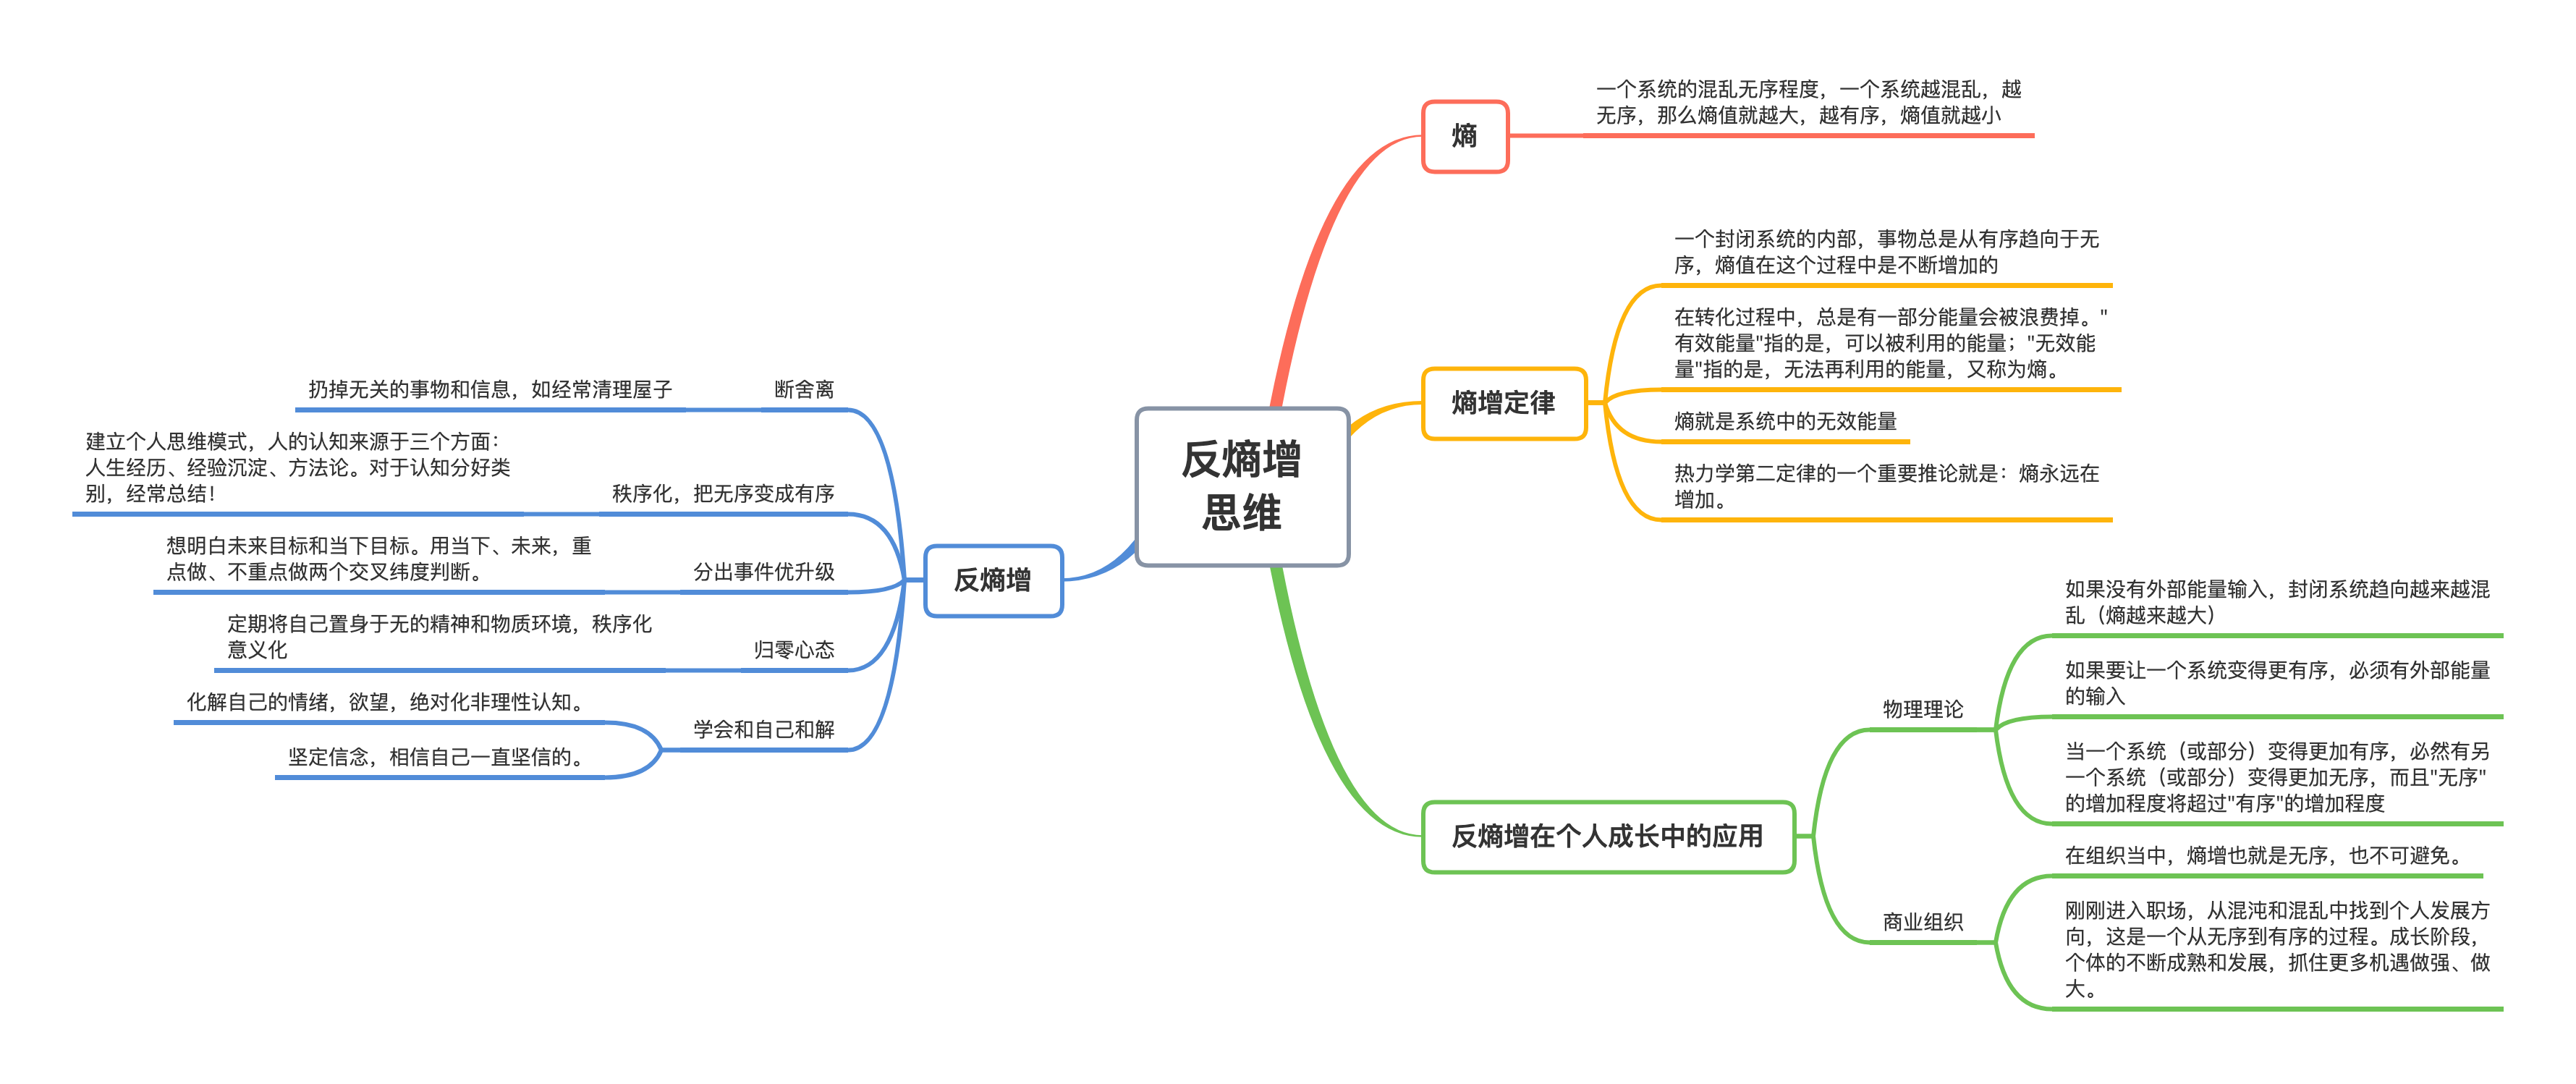 反熵增
思维
熵
一个系统的混乱无序程度，一个系统越混乱，越
无序，那么熵值就越大，越有序，熵值就越小
熵增定律
一个封闭系统的内部，事物总是从有序趋向于无
序，熵值在这个过程中是不断增加的
在转化过程中，总是有一部分能量会被浪费掉。"
有效能量"指的是，可以被利用的能量；"无效能
量"指的是，无法再利用的能量，又称为熵。
熵就是系统中的无效能量
热力学第二定律的一个重要推论就是：熵永远在
增加。
反熵增在个人成长中的应用
物理理论
如果没有外部能量输入，封闭系统趋向越来越混
乱（熵越来越大）
如果要让一个系统变得更有序，必须有外部能量
的输入
当一个系统（或部分）变得更加有序，必然有另
一个系统（或部分）变得更加无序，而且"无序"
的增加程度将超过"有序"的增加程度
商业组织
在组织当中，熵增也就是无序，也不可避免。
刚刚进入职场，从混沌和混乱中找到个人发展方
向，这是一个从无序到有序的过程。成长阶段，
个体的不断成熟和发展，抓住更多机遇做强、做
大。
反熵增
断舍离
扔掉无关的事物和信息，如经常清理屋子
秩序化，把无序变成有序
建立个人思维模式，人的认知来源于三个方面：
人生经历、经验沉淀、方法论。对于认知分好类
别，经常总结！
分出事件优升级
想明白未来目标和当下目标。用当下、未来，重
点做、不重点做两个交叉纬度判断。
归零心态
定期将自己置身于无的精神和物质环境，秩序化
意义化
学会和自己和解
化解自己的情绪，欲望，绝对化非理性认知。
坚定信念，相信自己一直坚信的。